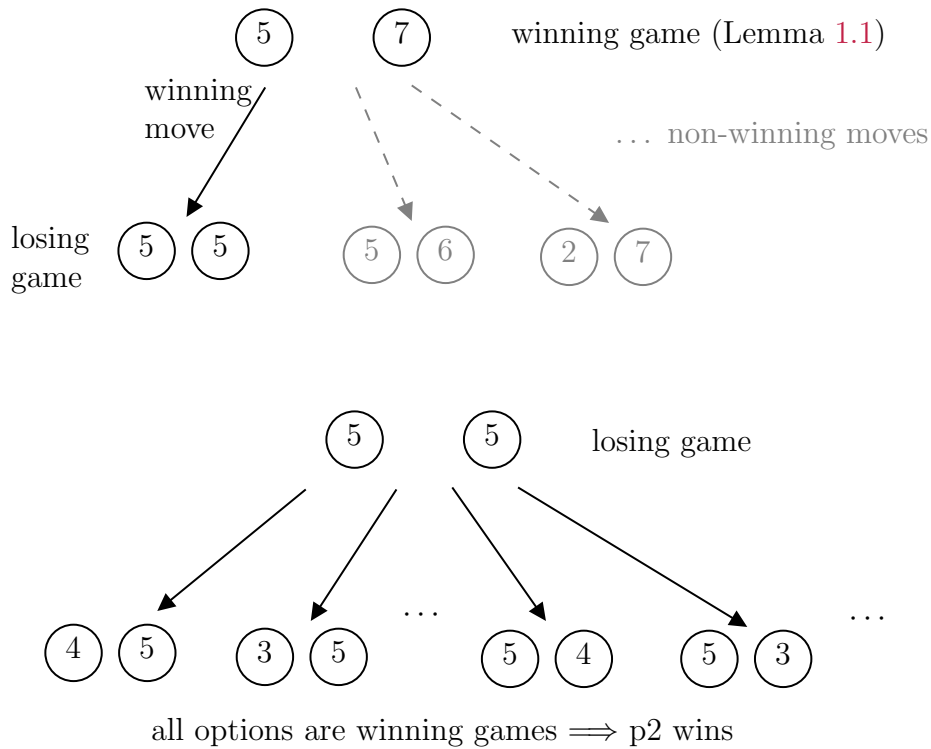 5 7 winning game (Lemma 1.1)
winning
move
... non-winning moves
losing
game
5 5 5 6 2 7
5 5 losing game
... ...
4 5 3 5 5 4 5 3
all options are winning games ⟹ p2 wins